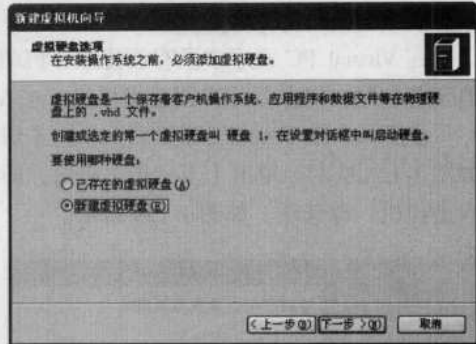 新建虚拟机向导
虚拟硬盘选项
在安装操作系统之前，必须添加虚拟硬盘。
虚拟硬盘是一个保存着客户机操作系统、应用程序和数据文件等在物理硬
盘上的 .vhd 文件。
创建或选定的第一个虚拟硬盘叫 硬盘 1，在设置对话框中叫启动硬盘。
要使用哪种硬盘：
已存在的虚拟硬盘(A)
新建虚拟硬盘(E)
<上一步(B) 下一步>(N) 取消